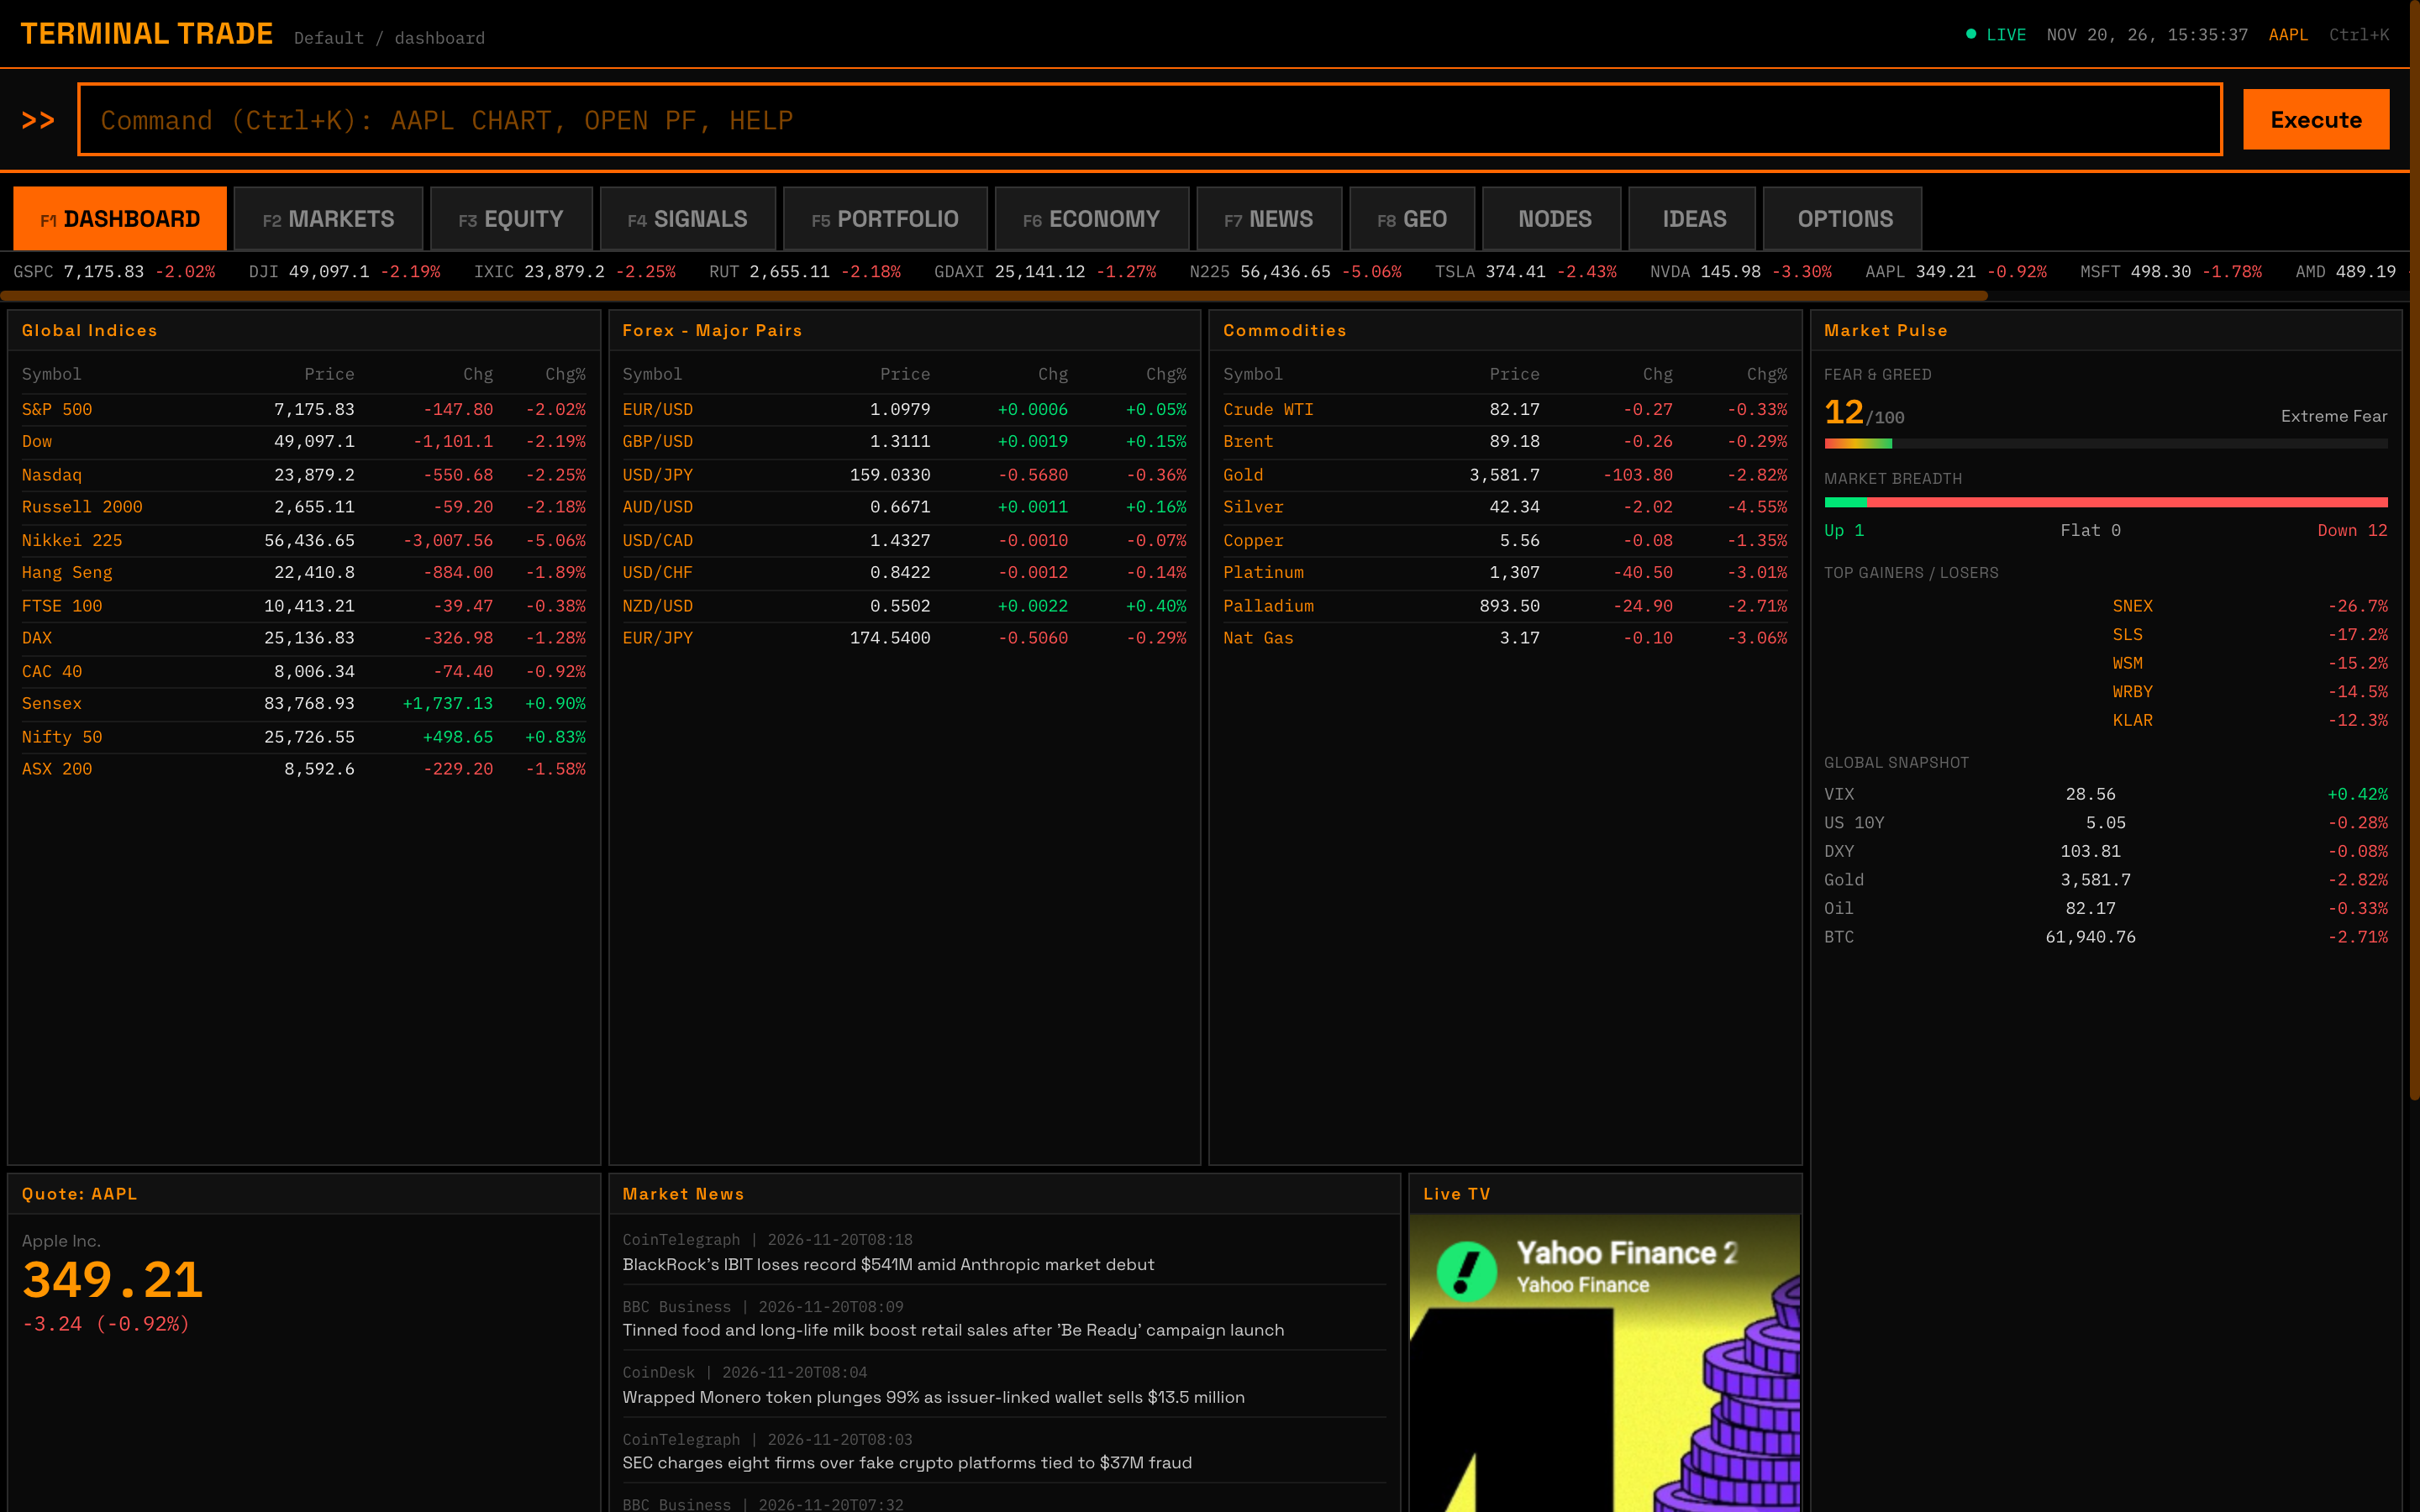 TERMINAL TRADE Default / dashboard LIVE NOV 20, 26, 15:35:37 AAPL Ctrl+K
>> Command (Ctrl+K): AAPL CHART, OPEN PF, HELP Execute
F1 DASHBOARD F2 MARKETS F3 EQUITY F4 SIGNALS F5 PORTFOLIO F6 ECONOMY F7 NEWS F8 GEO NODES IDEAS OPTIONS
GSPC 7,175.83 -2.02% DJI 49,097.1 -2.19% IXIC 23,879.2 -2.25% RUT 2,655.11 -2.18% GDAXI 25,141.12 -1.27% N225 56,436.65 -5.06% TSLA 374.41 -2.43% NVDA 145.98 -3.30% AAPL 349.21 -0.92% MSFT 498.30 -1.78% AMD 489.19
Global Indices
Symbol Price Chg Chg%
S&P 500 7,175.83 -147.80 -2.02%
Dow 49,097.1 -1,101.1 -2.19%
Nasdaq 23,879.2 -550.68 -2.25%
Russell 2000 2,655.11 -59.20 -2.18%
Nikkei 225 56,436.65 -3,007.56 -5.06%
Hang Seng 22,410.8 -884.00 -1.89%
FTSE 100 10,413.21 -39.47 -0.38%
DAX 25,136.83 -326.98 -1.28%
CAC 40 8,006.34 -74.40 -0.92%
Sensex 83,768.93 +1,737.13 +0.90%
Nifty 50 25,726.55 +498.65 +0.83%
ASX 200 8,592.6 -229.20 -1.58%
Forex - Major Pairs
Symbol Price Chg Chg%
EUR/USD 1.0979 +0.0006 +0.05%
GBP/USD 1.3111 +0.0019 +0.15%
USD/JPY 159.0330 -0.5680 -0.36%
AUD/USD 0.6671 +0.0011 +0.16%
USD/CAD 1.4327 -0.0010 -0.07%
USD/CHF 0.8422 -0.0012 -0.14%
NZD/USD 0.5502 +0.0022 +0.40%
EUR/JPY 174.5400 -0.5060 -0.29%
Commodities
Symbol Price Chg Chg%
Crude WTI 82.17 -0.27 -0.33%
Brent 89.18 -0.26 -0.29%
Gold 3,581.7 -103.80 -2.82%
Silver 42.34 -2.02 -4.55%
Copper 5.56 -0.08 -1.35%
Platinum 1,307 -40.50 -3.01%
Palladium 893.50 -24.90 -2.71%
Nat Gas 3.17 -0.10 -3.06%
Market Pulse
FEAR & GREED
12/100 Extreme Fear
MARKET BREADTH
Up 1 Flat 0 Down 12
TOP GAINERS / LOSERS
SNEX -26.7%
SLS -17.2%
WSM -15.2%
WRBY -14.5%
KLAR -12.3%
GLOBAL SNAPSHOT
VIX 28.56 +0.42%
US 10Y 5.05 -0.28%
DXY 103.81 -0.08%
Gold 3,581.7 -2.82%
Oil 82.17 -0.33%
BTC 61,940.76 -2.71%
Quote: AAPL
Apple Inc.
349.21
-3.24 (-0.92%)
Market News
CoinTelegraph | 2026-11-20T08:18
BlackRock's IBIT loses record $541M amid Anthropic market debut
BBC Business | 2026-11-20T08:09
Tinned food and long-life milk boost retail sales after 'Be Ready' campaign launch
CoinDesk | 2026-11-20T08:04
Wrapped Monero token plunges 99% as issuer-linked wallet sells $13.5 million
CoinTelegraph | 2026-11-20T08:03
SEC charges eight firms over fake crypto platforms tied to $37M fraud
BBC Business | 2026-11-20T07:32
Live TV
Yahoo Finance 2
Yahoo Finance